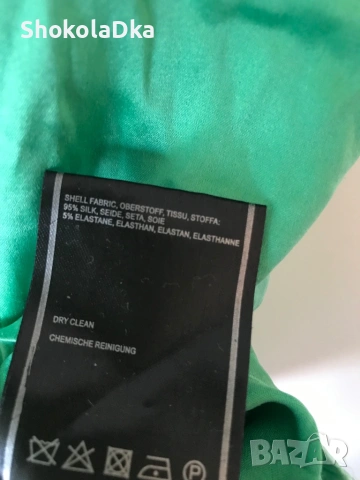 ShokolaDka
SHELL FABRIC, OBERSTOFF, TISSU, STOFFA:
95% SILK, SEIDE, SETA, SOIE
5% ELASTANE, ELASTHAN, ELASTAN, ELASTHANNE
DRY CLEAN
CHEMISCHE REINIGUNG
P
BAZAR